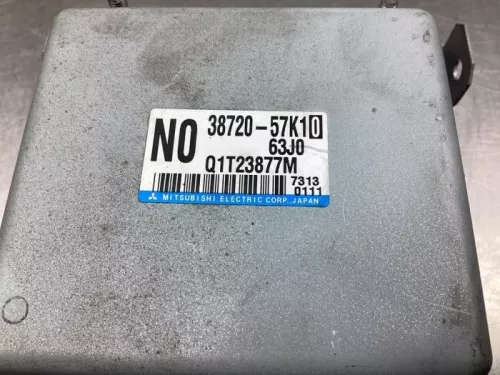 NO
38720-57K10
63J0
Q1T23877M
7313
0111
MITSUBISHI ELECTRIC CORP., JAPAN